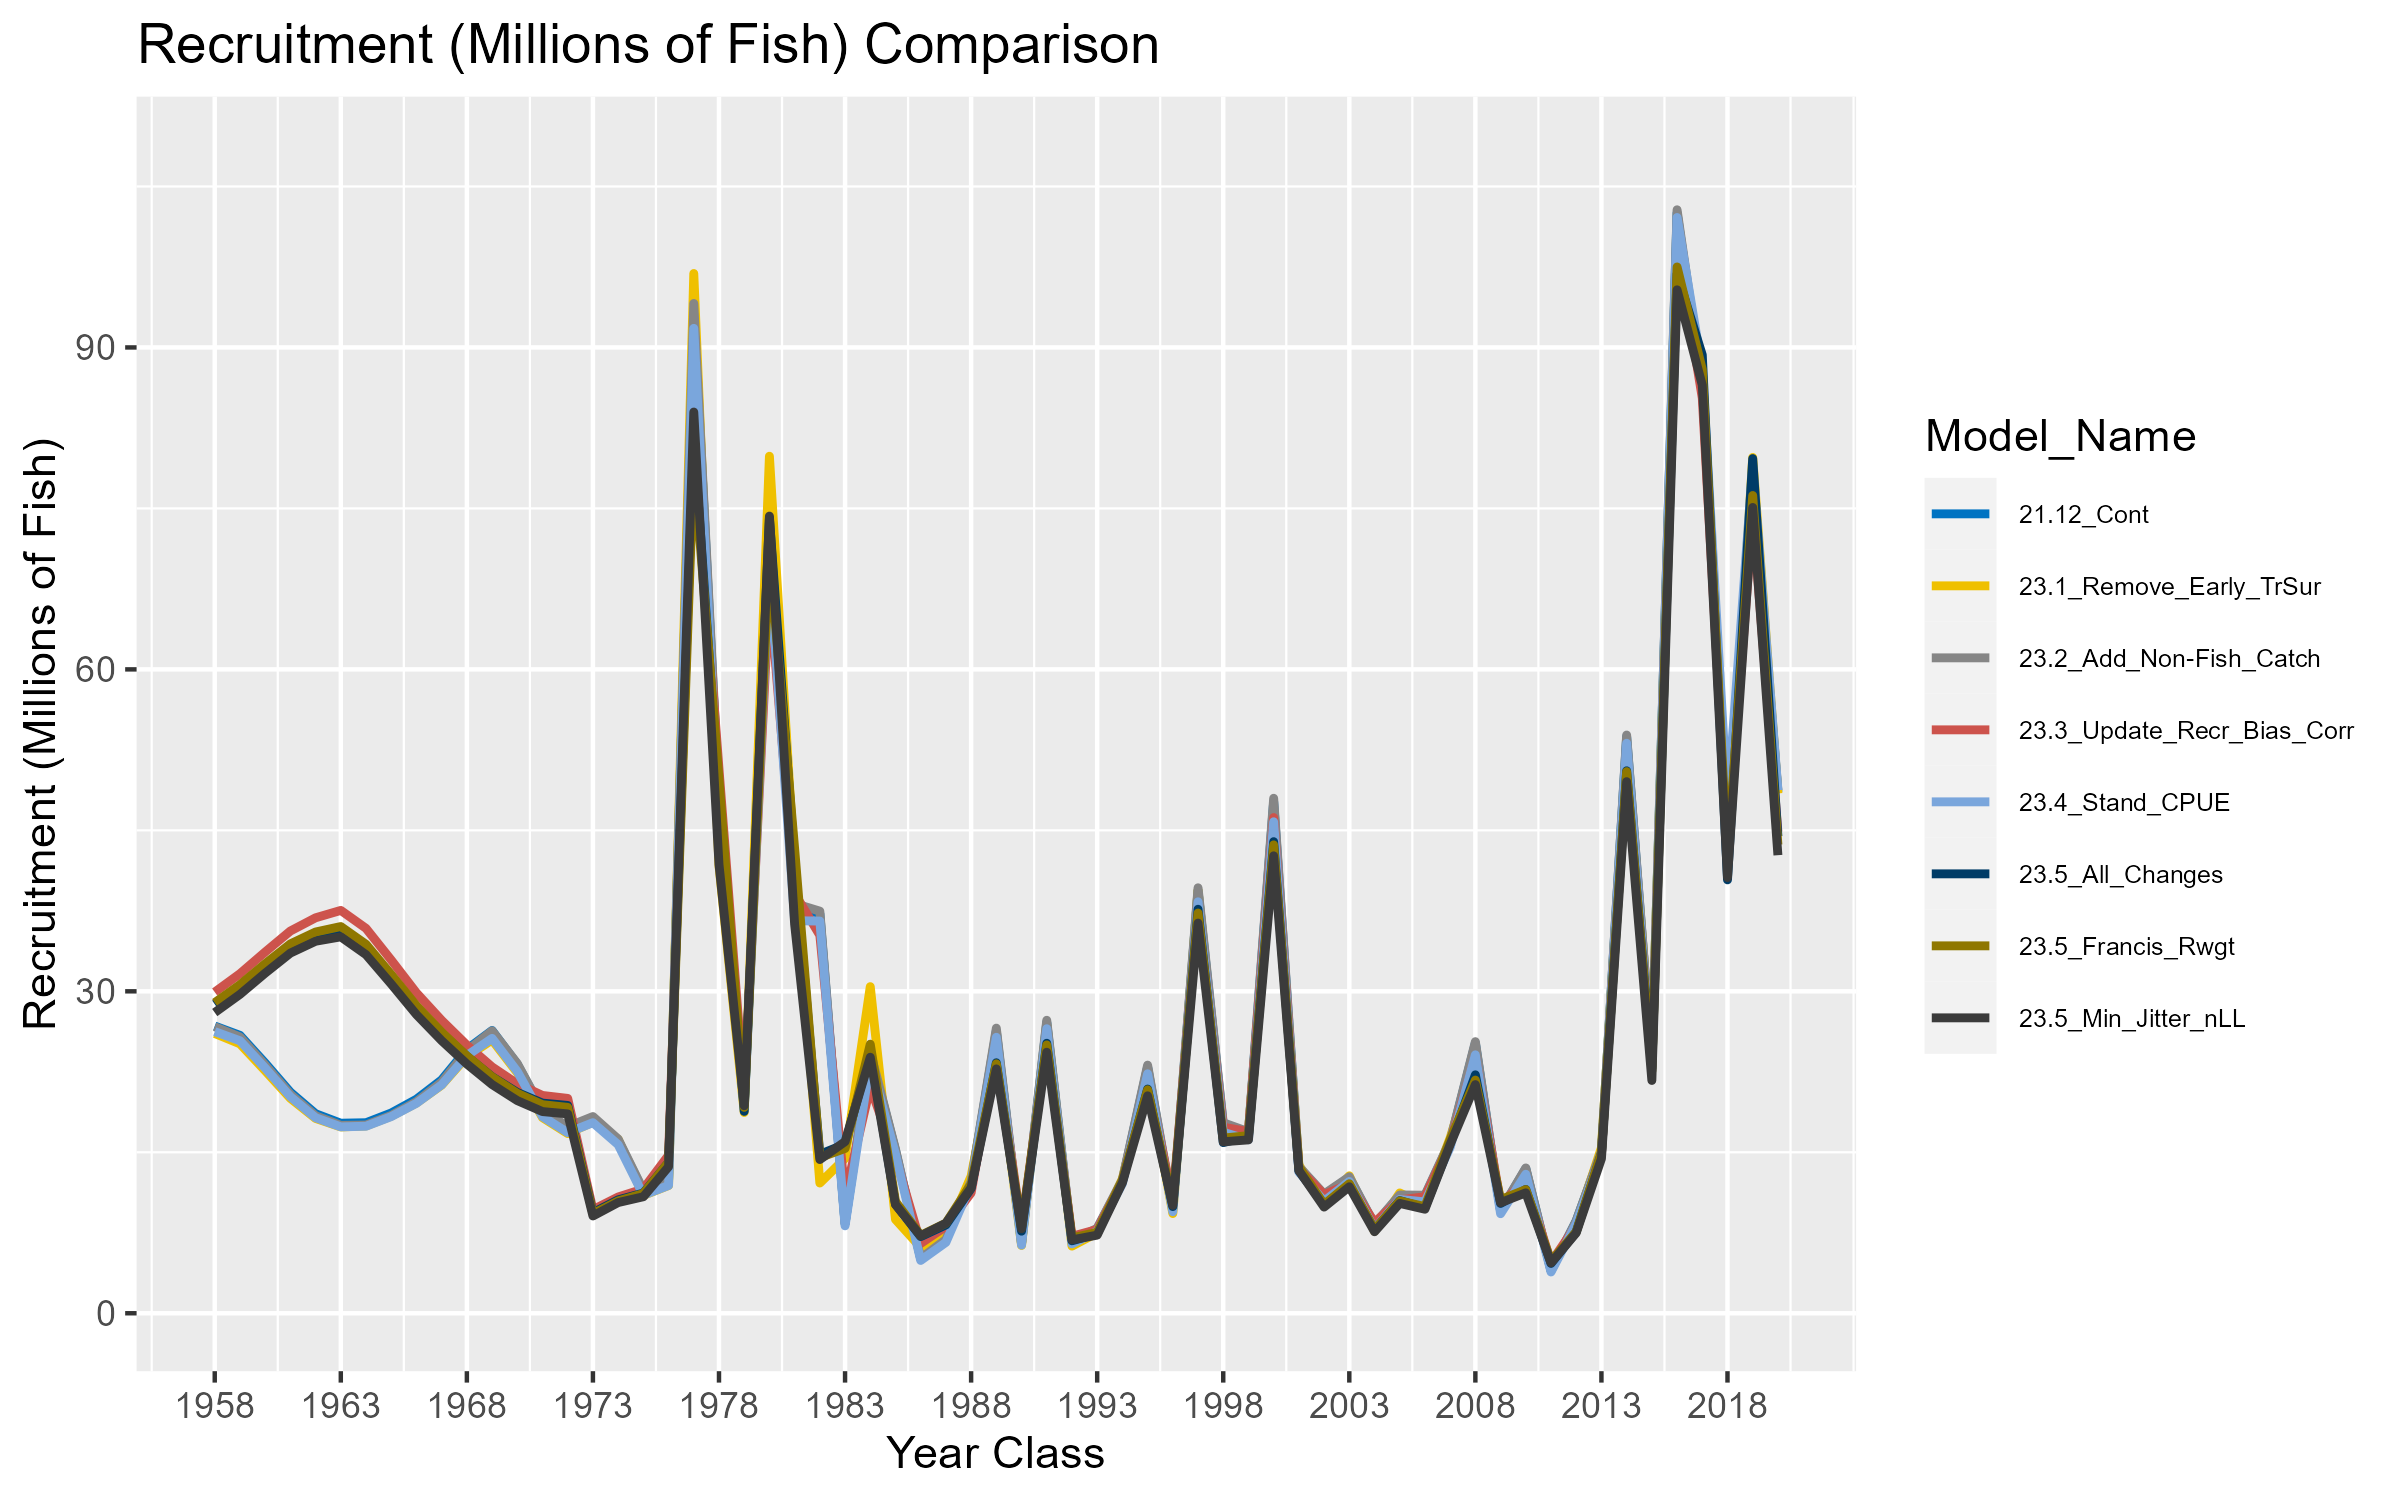 Recruitment (Millions of Fish) Comparison
Recruitment (Millions of Fish)
90
60
30
0
1958 1963 1968 1973 1978 1983 1988 1993 1998 2003 2008 2013 2018
Year Class
Model_Name
21.12_Cont
23.1_Remove_Early_TrSur
23.2_Add_Non-Fish_Catch
23.3_Update_Recr_Bias_Corr
23.4_Stand_CPUE
23.5_All_Changes
23.5_Francis_Rwgt
23.5_Min_Jitter_nLL